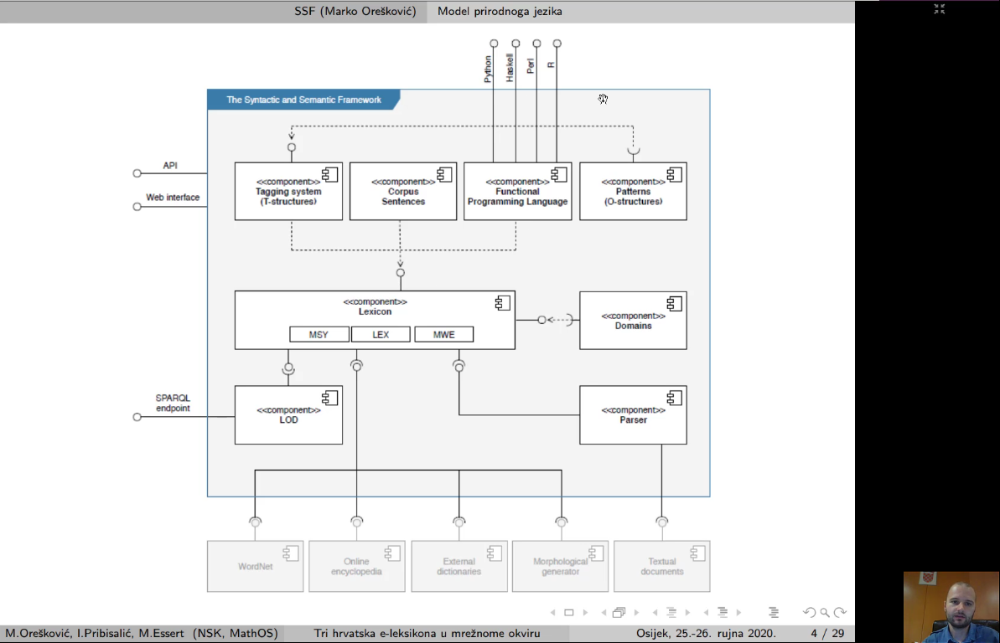 SSF (Marko Orešković)
Model prirodnoga jezika
Python
Haskell
Perl
R
The Syntactic and Semantic Framework
API
Web interface
<<component>>
Tagging system
(T-structures)
<<component>>
Corpus
Sentences
<<component>>
Functional
Programming Language
<<component>>
Patterns
(O-structures)
<<component>>
Lexicon
MSY
LEX
MWE
<<component>>
Domains
SPARQL
endpoint
<<component>>
LOD
<<component>>
Parser
WordNet
Online
encyclopedia
External
dictionaries
Morphological
generator
Textual
documents
M.Orešković, I.Pribisalić, M.Essert (NSK, MathOS)
Tri hrvatska e-leksikona u mrežnome okviru
Osijek, 25.-26. rujna 2020.
4 / 29